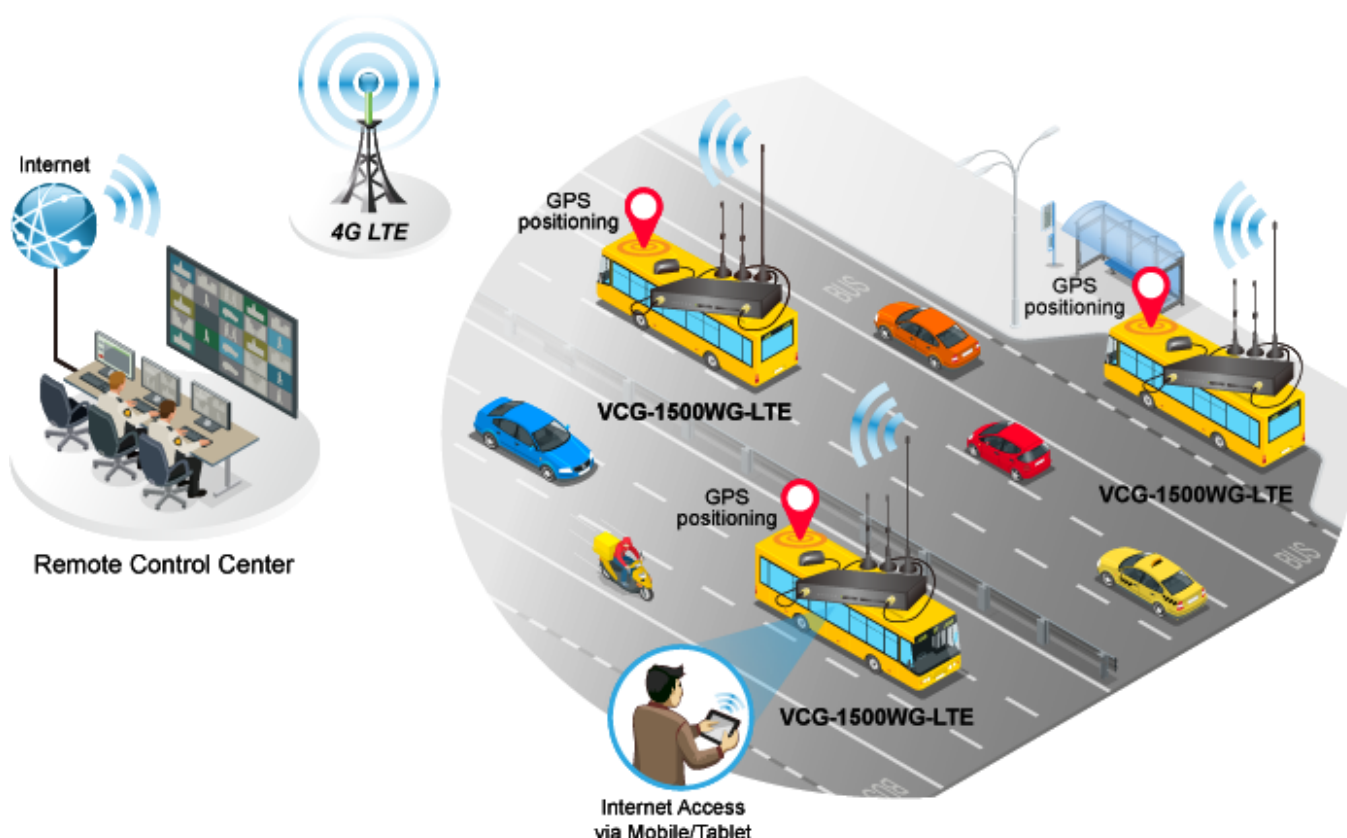 Internet
4G LTE
Remote Control Center
GPS
positioning
VCG-1500WG-LTE
GPS
positioning
VCG-1500WG-LTE
GPS
positioning
VCG-1500WG-LTE
BUS
BUS
BUS
Internet Access
via Mobile/Tablet